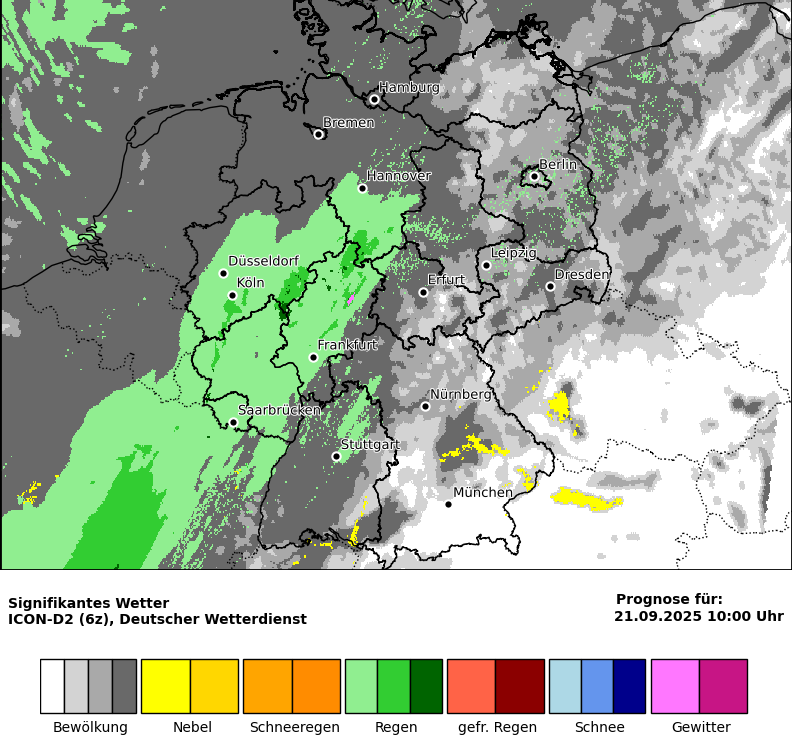 Hamburg
Bremen
Berlin
Hannover
Leipzig
Düsseldorf
Dresden
Köln
Erfurt
Frankfurt
Nürnberg
Saarbrücken
Stuttgart
München
Signifikantes Wetter
ICON-D2 (6z), Deutscher Wetterdienst
Prognose für:
21.09.2025 10:00 Uhr
Bewölkung Nebel Schneeregen Regen gefr. Regen Schnee Gewitter